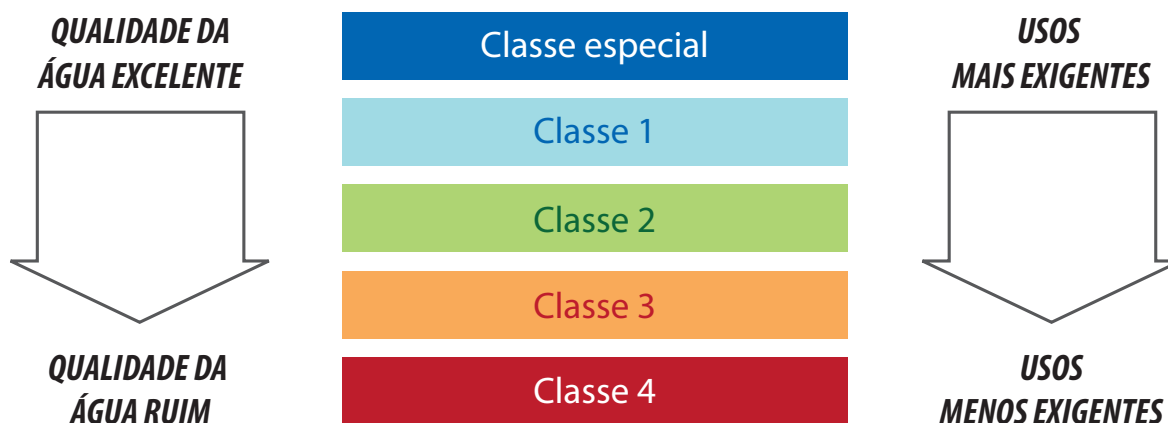 QUALIDADE DA
ÁGUA EXCELENTE
Classe especial
USOS
MAIS EXIGENTES
Classe 1
Classe 2
Classe 3
Classe 4
QUALIDADE DA
ÁGUA RUIM
USOS
MENOS EXIGENTES